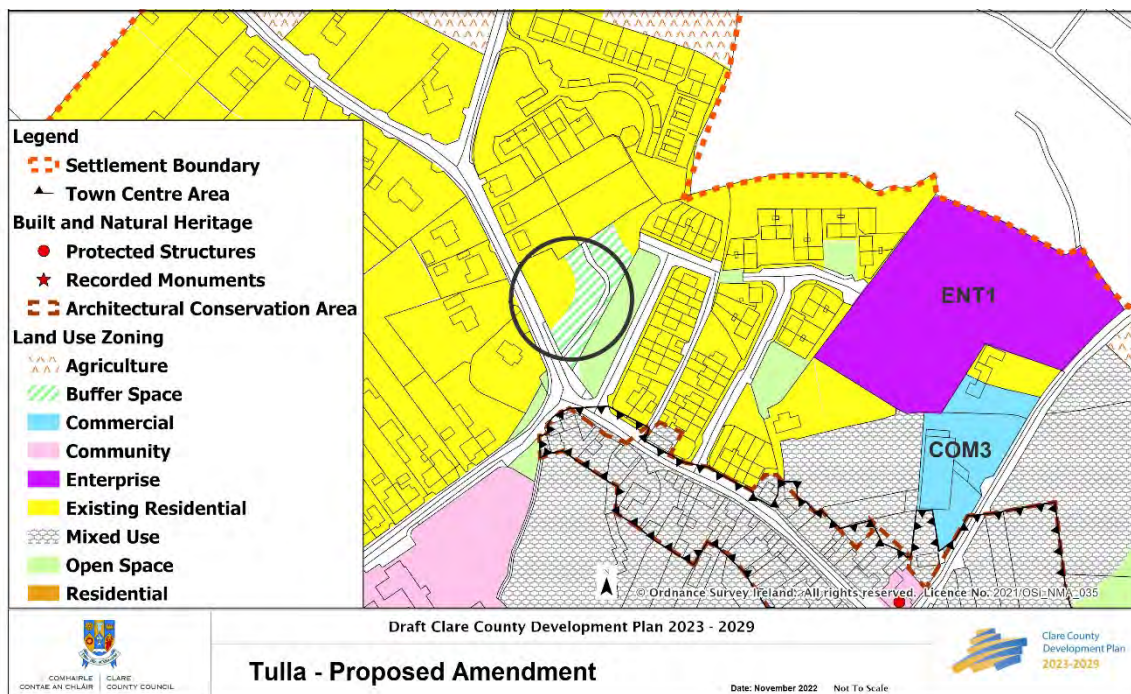 Legend
Settlement Boundary
Town Centre Area
Built and Natural Heritage
Protected Structures
Recorded Monuments
Architectural Conservation Area
Land Use Zoning
Agriculture
Buffer Space
Commercial
Community
Enterprise
Existing Residential
Mixed Use
Open Space
Residential
ENT1
COM3
© Ordnance Survey Ireland. All rights reserved. Licence No. 2021/OSi_NMA_035
COMHAIRLE CONTAE AN CHLÁIR
CLARE COUNTY COUNCIL
Draft Clare County Development Plan 2023 - 2029
Tulla - Proposed Amendment
Date: November 2022 Not To Scale
Clare County
Development Plan
2023-2029